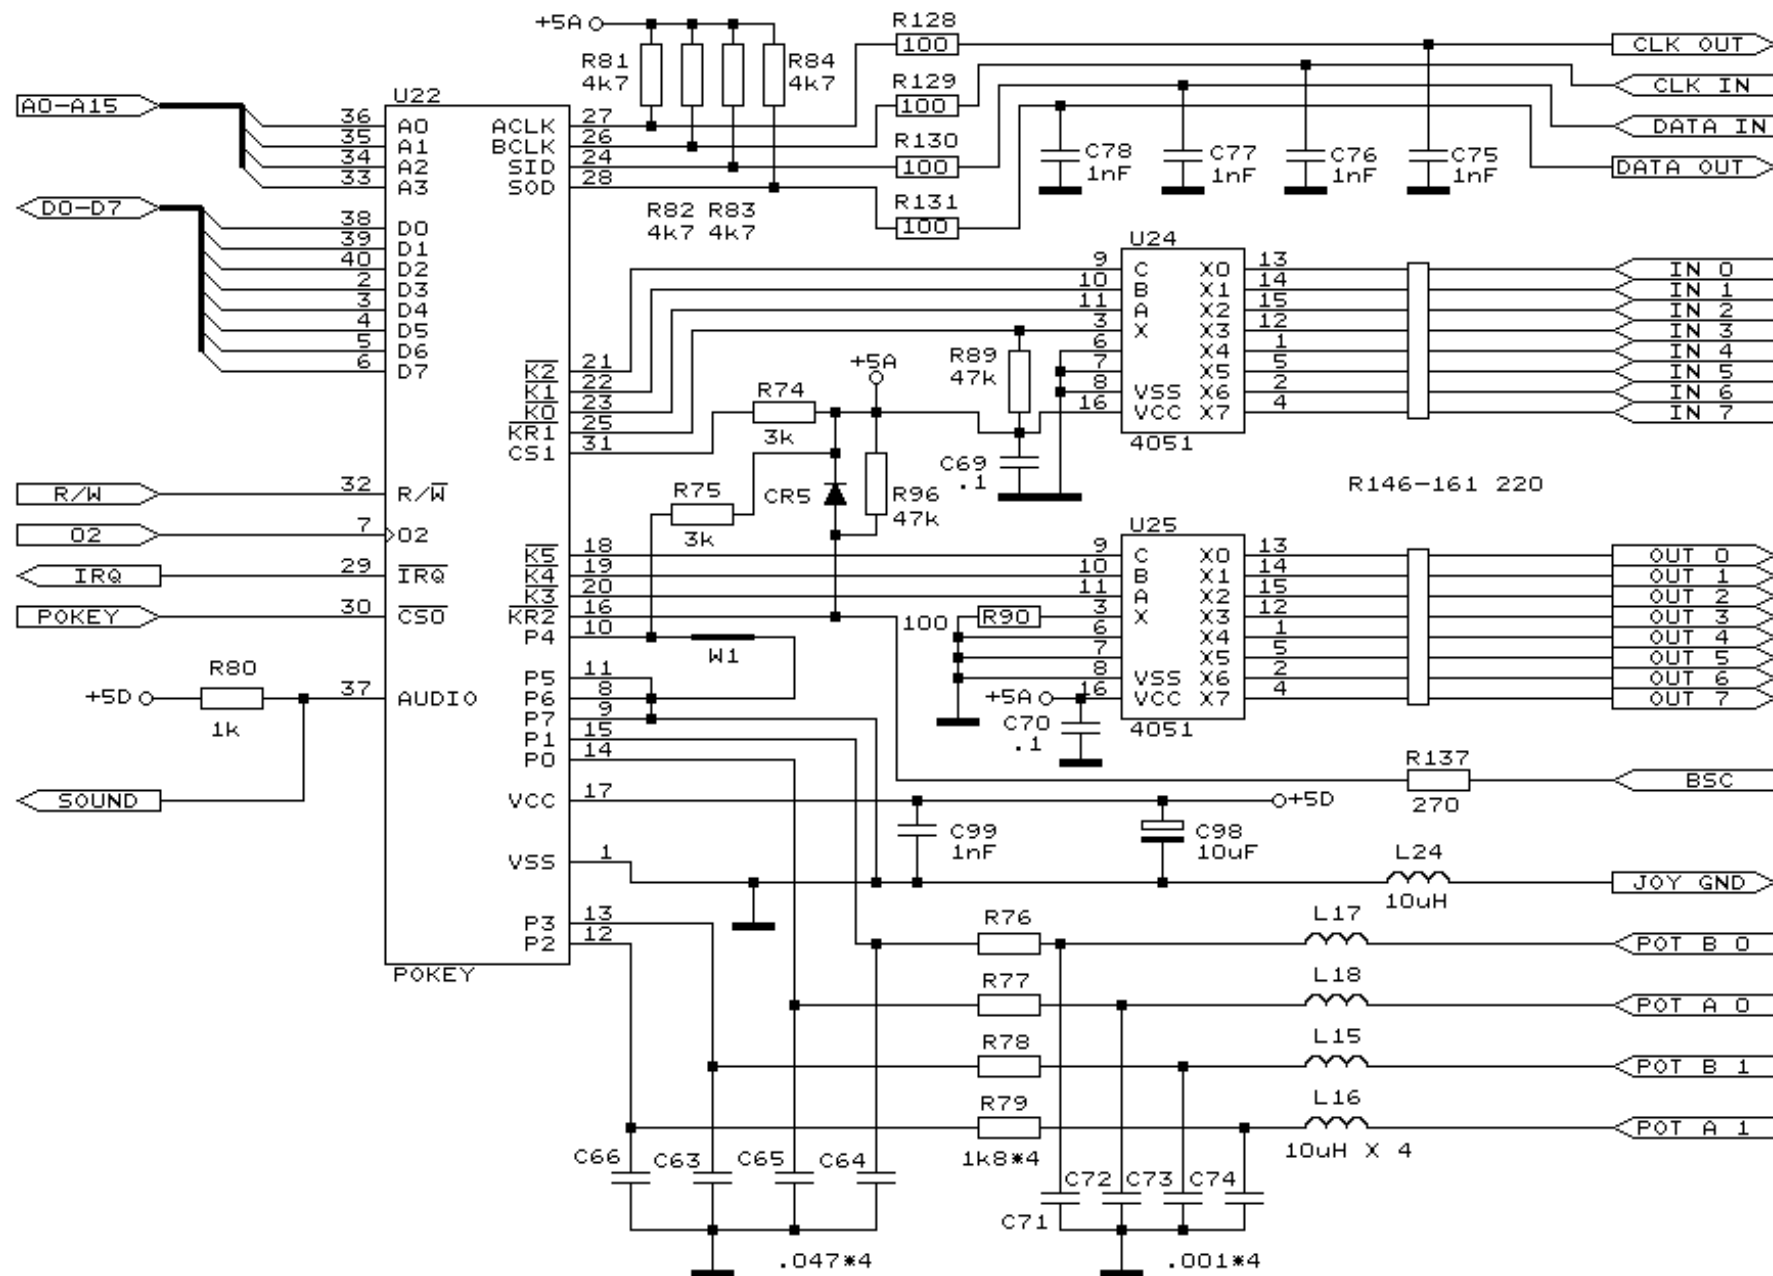 +5A
R128
100
CLK OUT
R81
4k7
R84
4k7
R129
100
CLK IN
A0-A15
U22
36
A0
ACLK
27
R130
100
DATA IN
35
A1
BCLK
26
34
A2
SID
24
33
A3
SOD
28
C78
1nF
C77
1nF
C76
1nF
C75
1nF
DATA OUT
D0-D7
R82
4k7
R83
4k7
R131
100
38
D0
39
D1
40
D2
2
D3
3
D4
4
D5
5
D6
6
D7
U24
9
C
X0
13
IN 0
10
B
X1
14
IN 1
11
A
X2
15
IN 2
3
X
X3
12
IN 3
6
X4
1
IN 4
7
X5
5
IN 5
8
VSS
X6
2
IN 6
16
VCC
X7
4
IN 7
4051
+5A
R89
47k
K2
21
K1
22
K0
23
KR1
25
CS1
31
R74
3k
C69
.1
R146-161 220
R/W
32
R/W
R75
3k
CR5
R96
47k
O2
7
O2
IRQ
29
IRQ
POKEY
30
CS0
K5
18
K4
19
K3
20
KR2
16
P4
10
W1
U25
9
C
X0
13
OUT 0
10
B
X1
14
OUT 1
11
A
X2
15
OUT 2
100
R90
3
X
X3
12
OUT 3
6
X4
1
OUT 4
7
X5
5
OUT 5
8
VSS
X6
2
OUT 6
+5A
16
VCC
X7
4
OUT 7
4051
C70
.1
R80
+5D
1k
37
AUDIO
P5
11
P6
8
P7
9
P1
15
P0
14
R137
270
BSC
SOUND
VCC
17
+5D
C99
1nF
C98
10uF
VSS
1
L24
10uH
JOY GND
P3
13
P2
12
POKEY
R76
L17
POT B 0
R77
L18
POT A 0
R78
L15
POT B 1
R79
1k8*4
L16
10uH X 4
POT A 1
C66
C63
C65
C64
.047*4
C71
C72
C73
C74
.001*4